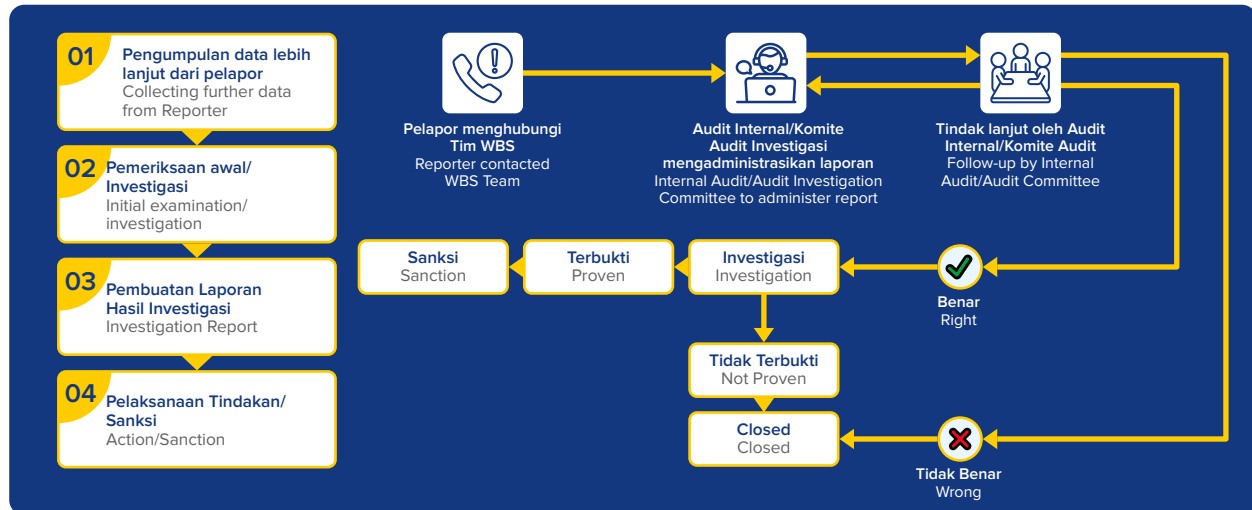 01
Pengumpulan data lebih
lanjut dari pelapor
Collecting further data
from Reporter
02
Pemeriksaan awal/
Investigasi
Initial examination/
investigation
03
Pembuatan Laporan
Hasil Investigasi
Investigation Report
04
Pelaksanaan Tindakan/
Sanksi
Action/Sanction
Pelapor menghubungi
Tim WBS
Reporter contacted
WBS Team
Audit Internal/Komite
Audit Investigasi
mengadministrasikan laporan
Internal Audit/Audit Investigation
Committee to administer report
Tindak lanjut oleh Audit
Internal/Komite Audit
Follow-up by Internal
Audit/Audit Committee
Sanksi
Sanction
Terbukti
Proven
Investigasi
Investigation
Benar
Right
Tidak Terbukti
Not Proven
Closed
Closed
Tidak Benar
Wrong